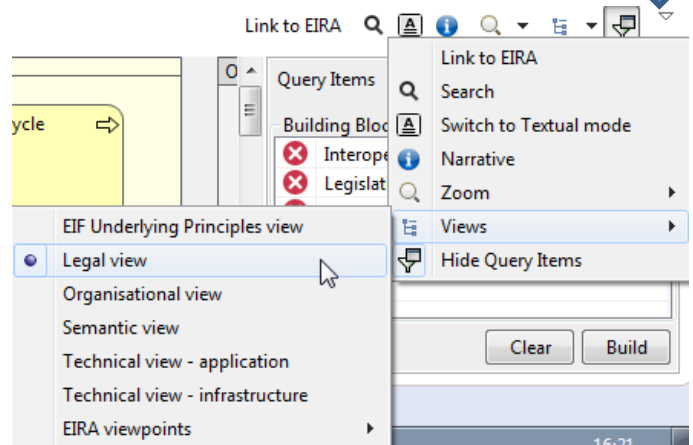 Link to EIRA
Query Items
Link to EIRA
Search
Switch to Textual mode
Narrative
Zoom
Views
Hide Query Items
ycle
Building Bloc
Interope
Legislat
EIF Underlying Principles view
Legal view
Organisational view
Semantic view
Technical view - application
Technical view - infrastructure
EIRA viewpoints
Clear
Build